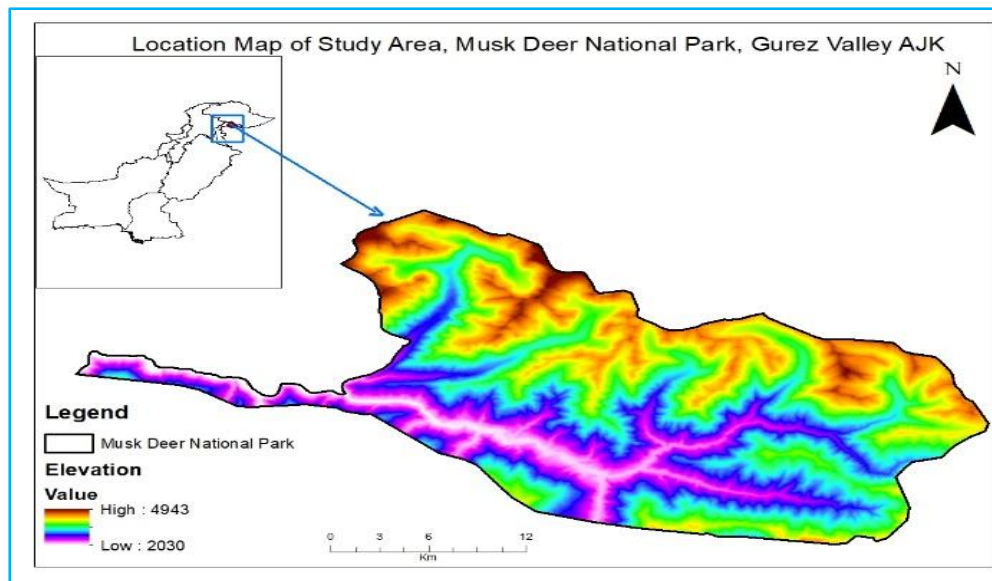 Location Map of Study Area, Musk Deer National Park, Gurez Valley AJK
N
Legend
Musk Deer National Park
Elevation
Value
High : 4943
Low : 2030
0 3 6 12
Km